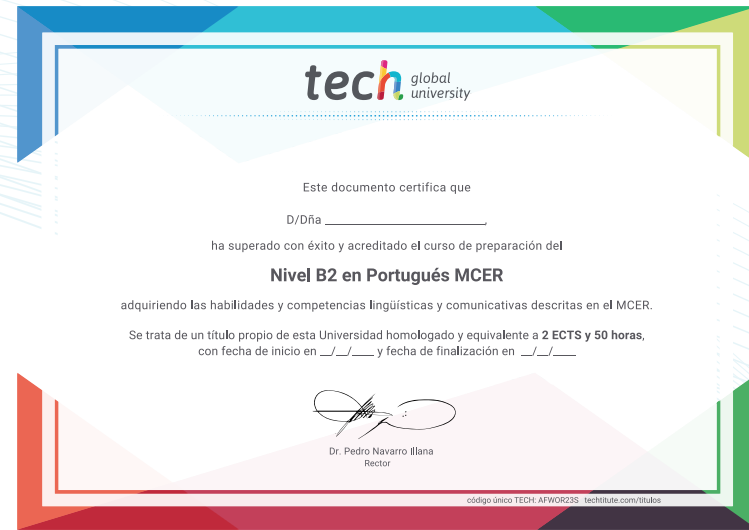 tech global university
Este documento certifica que
D/Dña ______________________,
ha superado con éxito y acreditado el curso de preparación del
Nivel B2 en Portugués MCER
adquiriendo las habilidades y competencias lingüísticas y comunicativas descritas en el MCER.
Se trata de un título propio de esta Universidad homologado y equivalente a 2 ECTS y 50 horas,
con fecha de inicio en __/__/____ y fecha de finalización en __/__/____
Dr. Pedro Navarro Illana
Rector
código único TECH: AFWOR23S techtitute.com/titulos